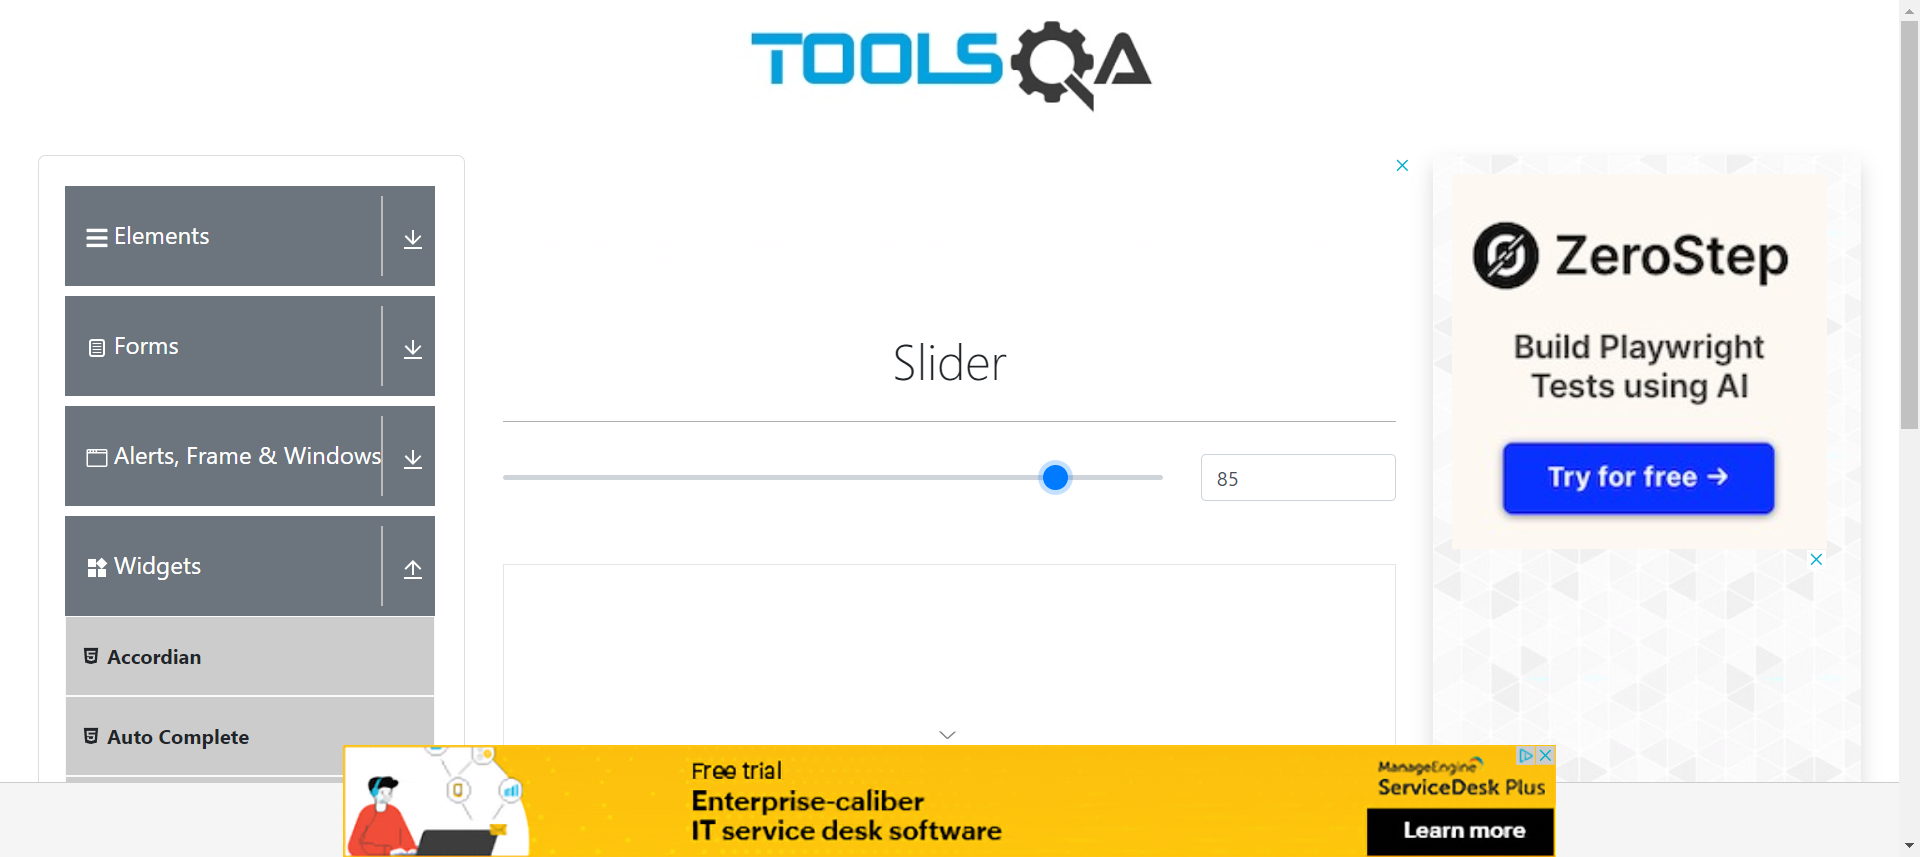 TOOLSQA
Elements
Forms
Alerts, Frame & Windows
Widgets
Accordian
Auto Complete
Slider
85
ZeroStep
Build Playwright
Tests using AI
Try for free →
Free trial
Enterprise-caliber
IT service desk software
ManageEngine
ServiceDesk Plus
Learn more